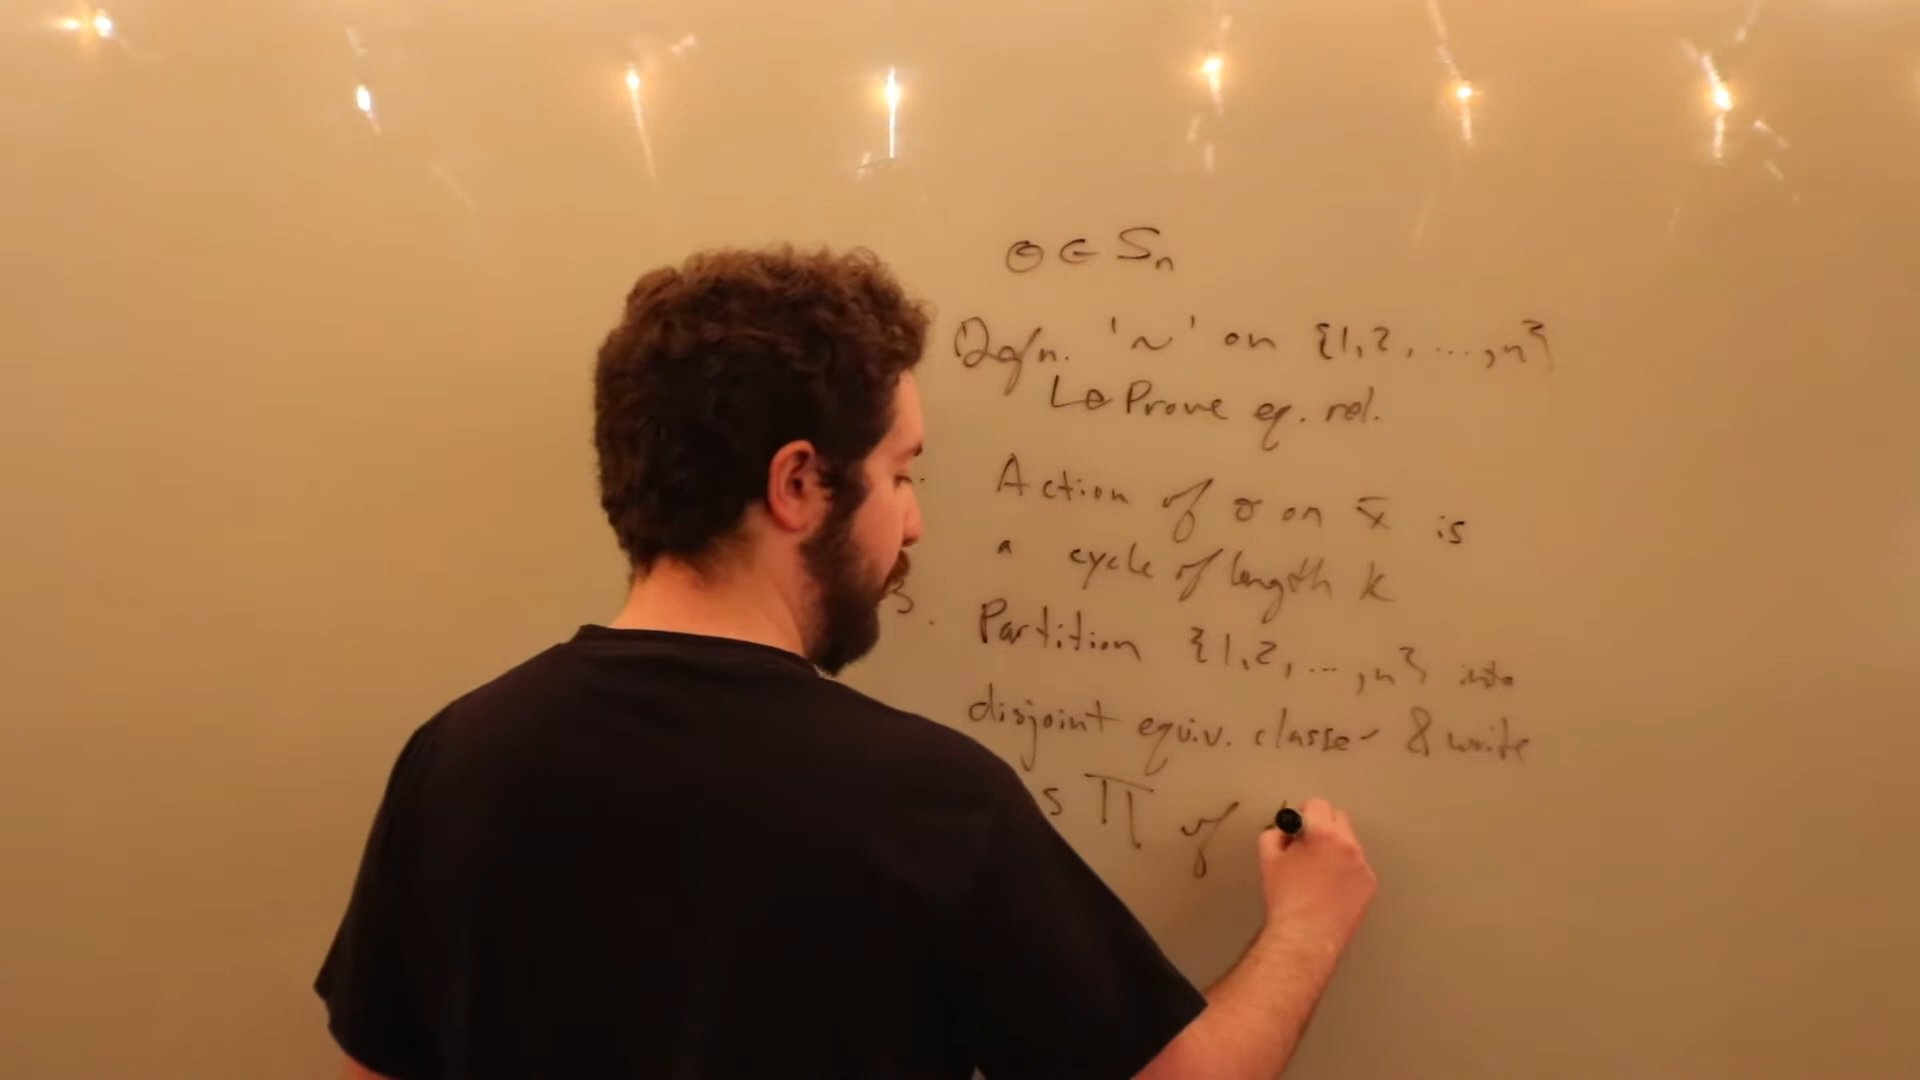 Θ ∈ Sn
Defn. '~' on {1,2, ...,n}
↳ Prove eq. rel.
. Action of σ on x̄ is
a cycle of length k
3. Partition {1,2, ...,n} into
disjoint equiv. classes & write
s Π of